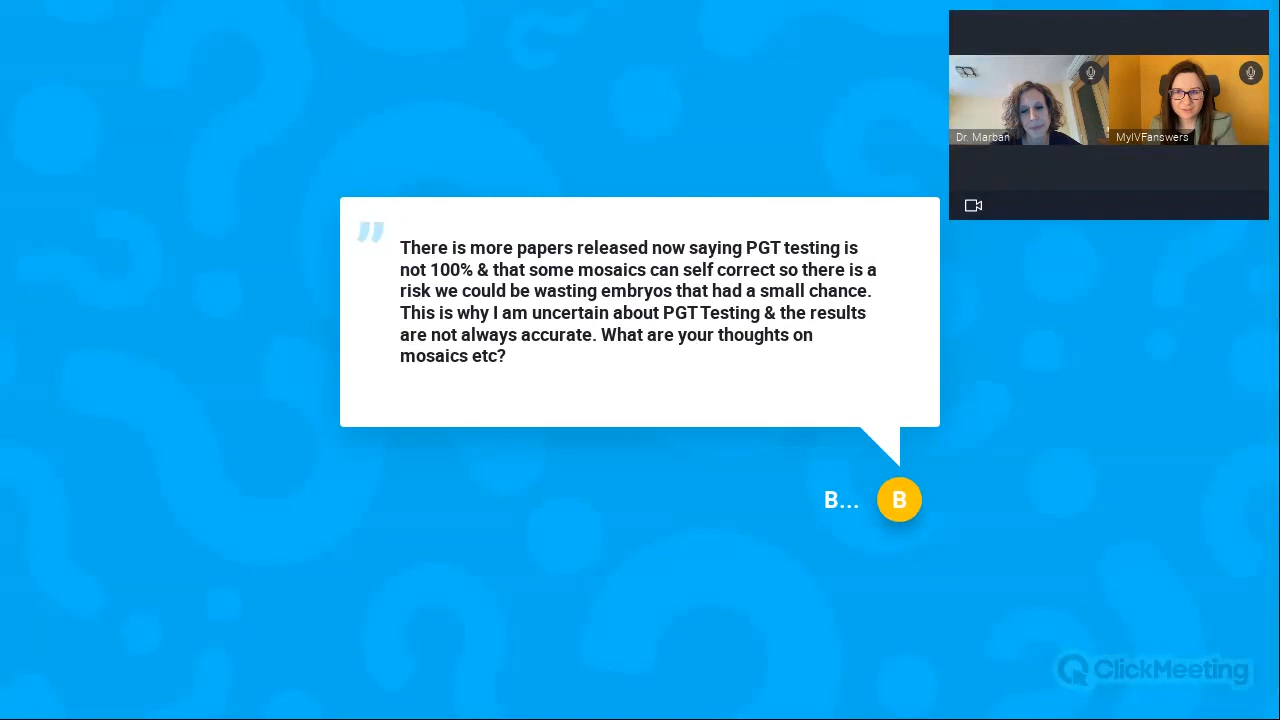 Dr. Marban
MyIVFanswers
There is more papers released now saying PGT testing is
not 100% & that some mosaics can self correct so there is a
risk we could be wasting embryos that had a small chance.
This is why I am uncertain about PGT Testing & the results
are not always accurate. What are your thoughts on
mosaics etc?
B...
B
ClickMeeting